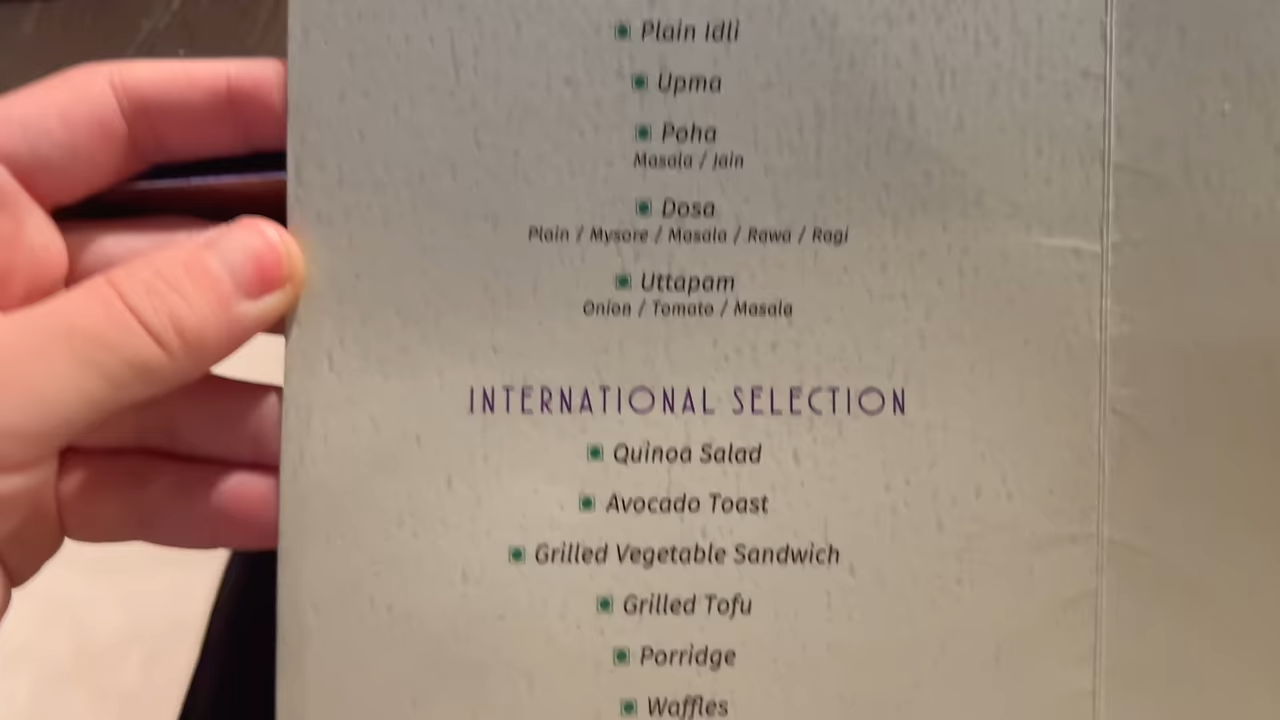 Plain Idli
Upma
Poha
Masala / Jain
Dosa
Plain / Mysore / Masala / Rawa / Ragi
Uttapam
Onion / Tomato / Masala
INTERNATIONAL SELECTION
Quinoa Salad
Avocado Toast
Grilled Vegetable Sandwich
Grilled Tofu
Porridge
Waffles